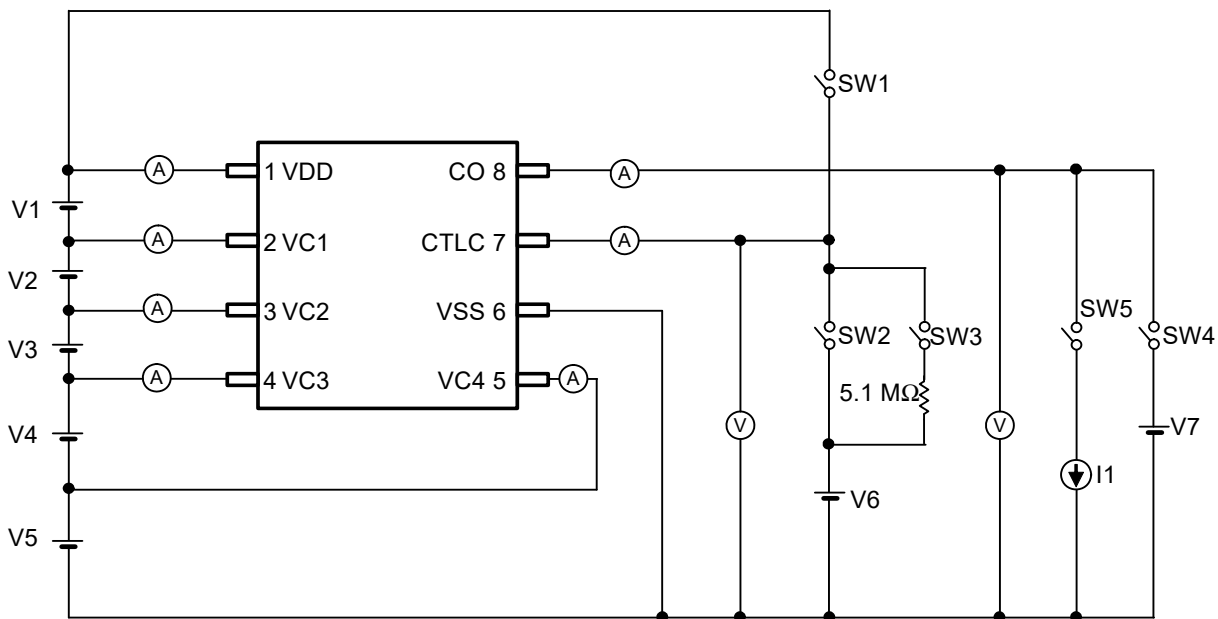 SW1
A
1 VDD
CO 8
A
V1
A
2 VC1
CTLC 7
A
V2
A
3 VC2
VSS 6
SW2
SW3
SW5
SW4
V3
A
4 VC3
VC4 5
A
5.1 MΩ
V4
V
V
V7
I1
V6
V5